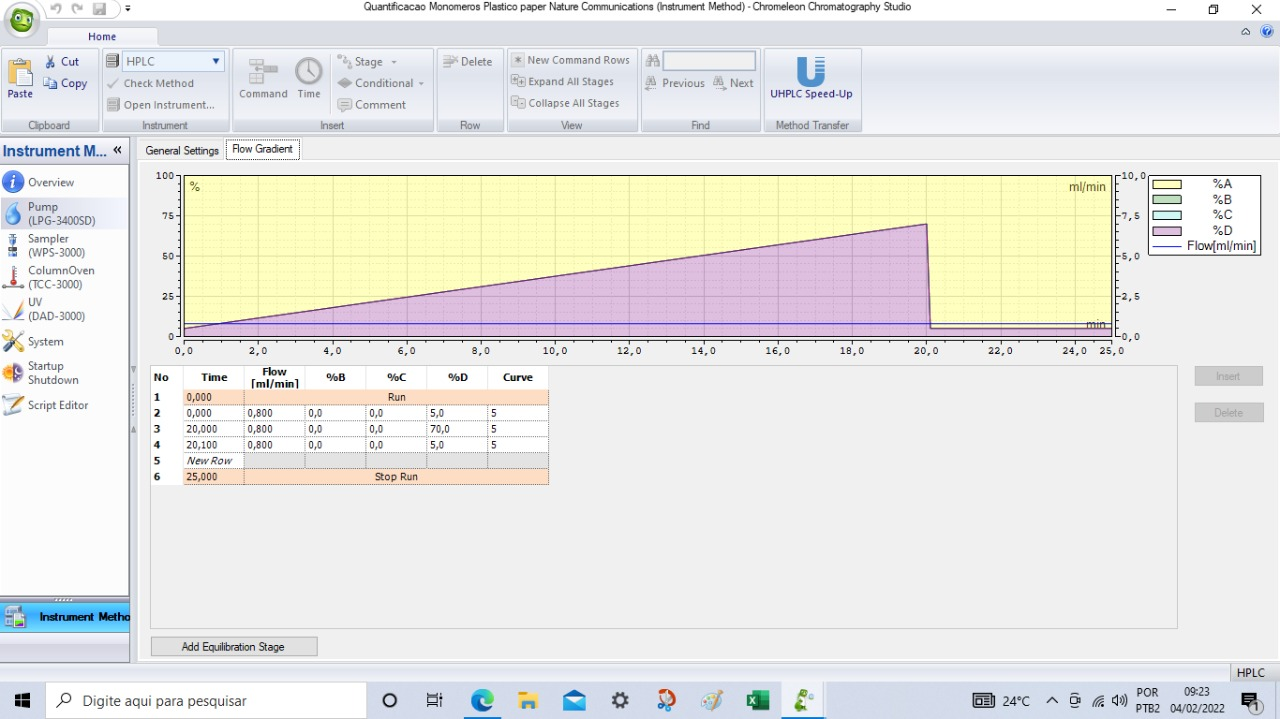 Quantificacao Monomeros Plastico paper Nature Communications (Instrument Method) - Chromeleon Chromatography Studio
Home
Paste
Cut
Copy
Clipboard
HPLC
Check Method
Open Instrument...
Instrument
Command
Time
Stage
Conditional
Comment
Insert
Delete
Row
New Command Rows
Expand All Stages
Collapse All Stages
View
Previous
Next
Find
UHPLC Speed-Up
Method Transfer
Instrument M... «
Overview
Pump
(LPG-3400SD)
Sampler
(WPS-3000)
ColumnOven
(TCC-3000)
UV
(DAD-3000)
System
Startup
Shutdown
Script Editor
Instrument Metho
General Settings
Flow Gradient
100
75
50
25
0
%
ml/min
min
10,0
7,5
5,0
2,5
0,0
0,0 2,0 4,0 6,0 8,0 10,0 12,0 14,0 16,0 18,0 20,0 22,0 24,0 25,0
%A
%B
%C
%D
Flow[ml/min]
No Time Flow [ml/min] %B %C %D Curve
1 0,000 Run
2 0,000 0,800 0,0 0,0 5,0 5
3 20,000 0,800 0,0 0,0 70,0 5
4 20,100 0,800 0,0 0,0 5,0 5
5 New Row
6 25,000 Stop Run
Insert
Delete
Add Equilibration Stage
HPLC
Digite aqui para pesquisar
24°C
POR
PTB2
09:23
04/02/2022
1